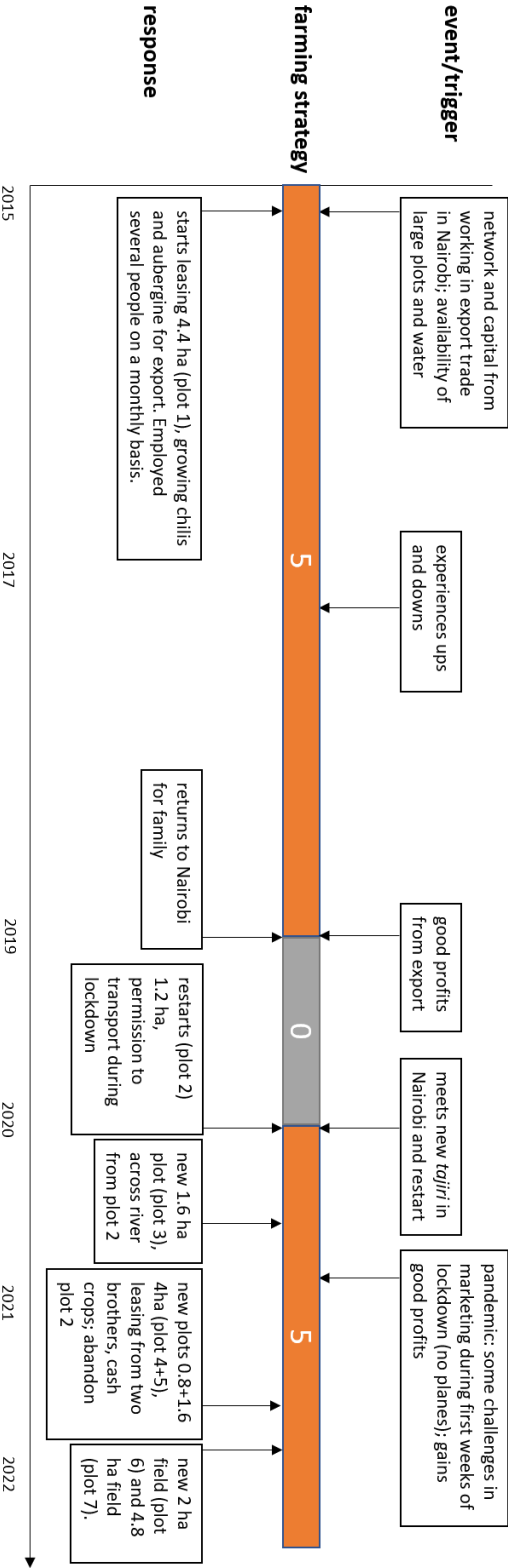 event/trigger
network and capital from
working in export trade
in Nairobi; availability of
large plots and water
experiences ups
and downs
good profits
from export
meets new tajiri in
Nairobi and restart
pandemic: some challenges in
marketing during first weeks of
lockdown (no planes); gains
good profits
farming strategy
5
0
5
response
starts leasing 4.4 ha (plot 1), growing chilis
and aubergine for export. Employed
several people on a monthly basis.
returns to Nairobi
for family
restarts (plot 2)
1.2 ha,
permission to
transport during
lockdown
new 1.6 ha
plot (plot 3),
across river
from plot 2
new plots 0.8+1.6
4ha (plot 4+5),
leasing from two
brothers, cash
crops; abandon
plot 2
new 2 ha
field (plot
6) and 4.8
ha field
(plot 7).
2015
2017
2019
2020
2021
2022